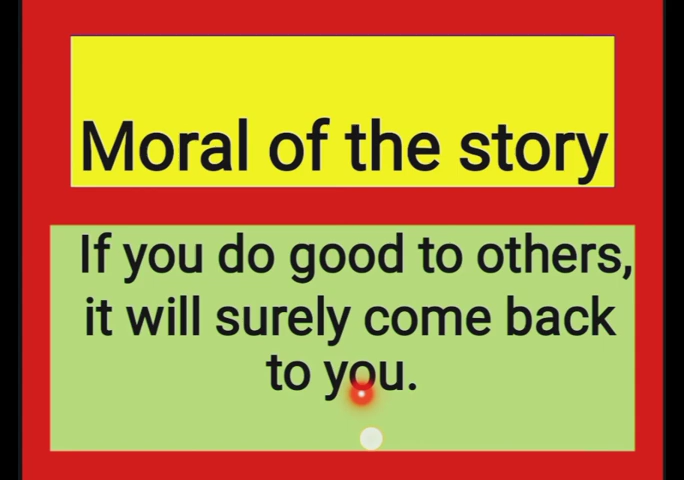 Moral of the story
If you do good to others,
it will surely come back
to you.